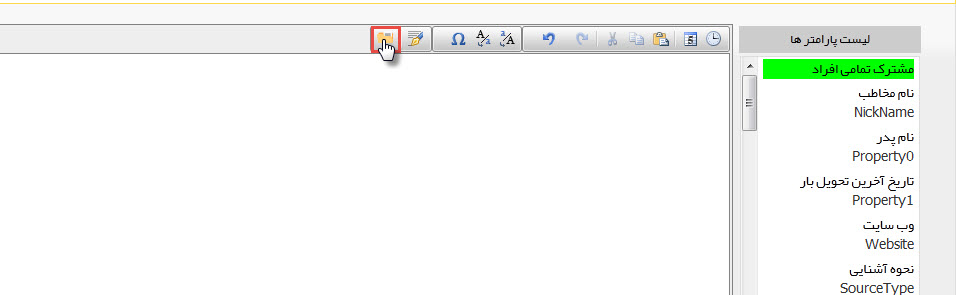 لیست پارامتر ها
مشترک تمامی افراد
نام مخاطب
NickName
نام پدر
Property0
تاریخ آخرین تحویل بار
Property1
وب سایت
Website
نحوه آشنایی
SourceType